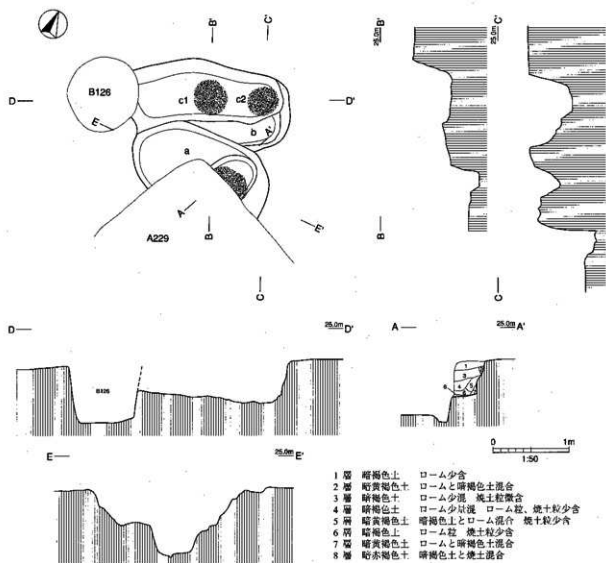 B'
C'
B'
C'
25.0m
25.0m
B126
c1
c2
D
D'
E
b
A'
a
A
B
E'
A229
C
B
C
D
25.0m D'
B126
A
25.0m A'
E
25.0m E'
0 1m
1:50
1層 暗褐色土 ローム少含
2層 暗黄褐色土 ロームと暗褐色土混合
3層 暗褐色土 ローム少混 焼土粒微含
4層 暗褐色土 ローム少混 ローム粒、焼土粒少含
5層 暗黄褐色土 暗褐色土とローム混合 焼土粒少含
6層 暗褐色土 ローム粒 焼土粒少含
7層 暗黄褐色土 ロームと暗褐色土混合
8層 暗赤褐色土 暗褐色土と焼土混合